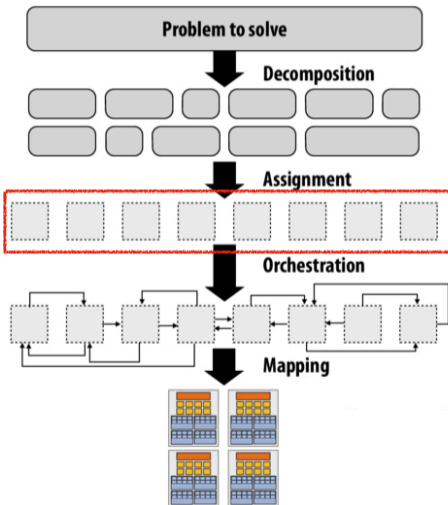 Problem to solve
Decomposition
Assignment
Orchestration
Mapping